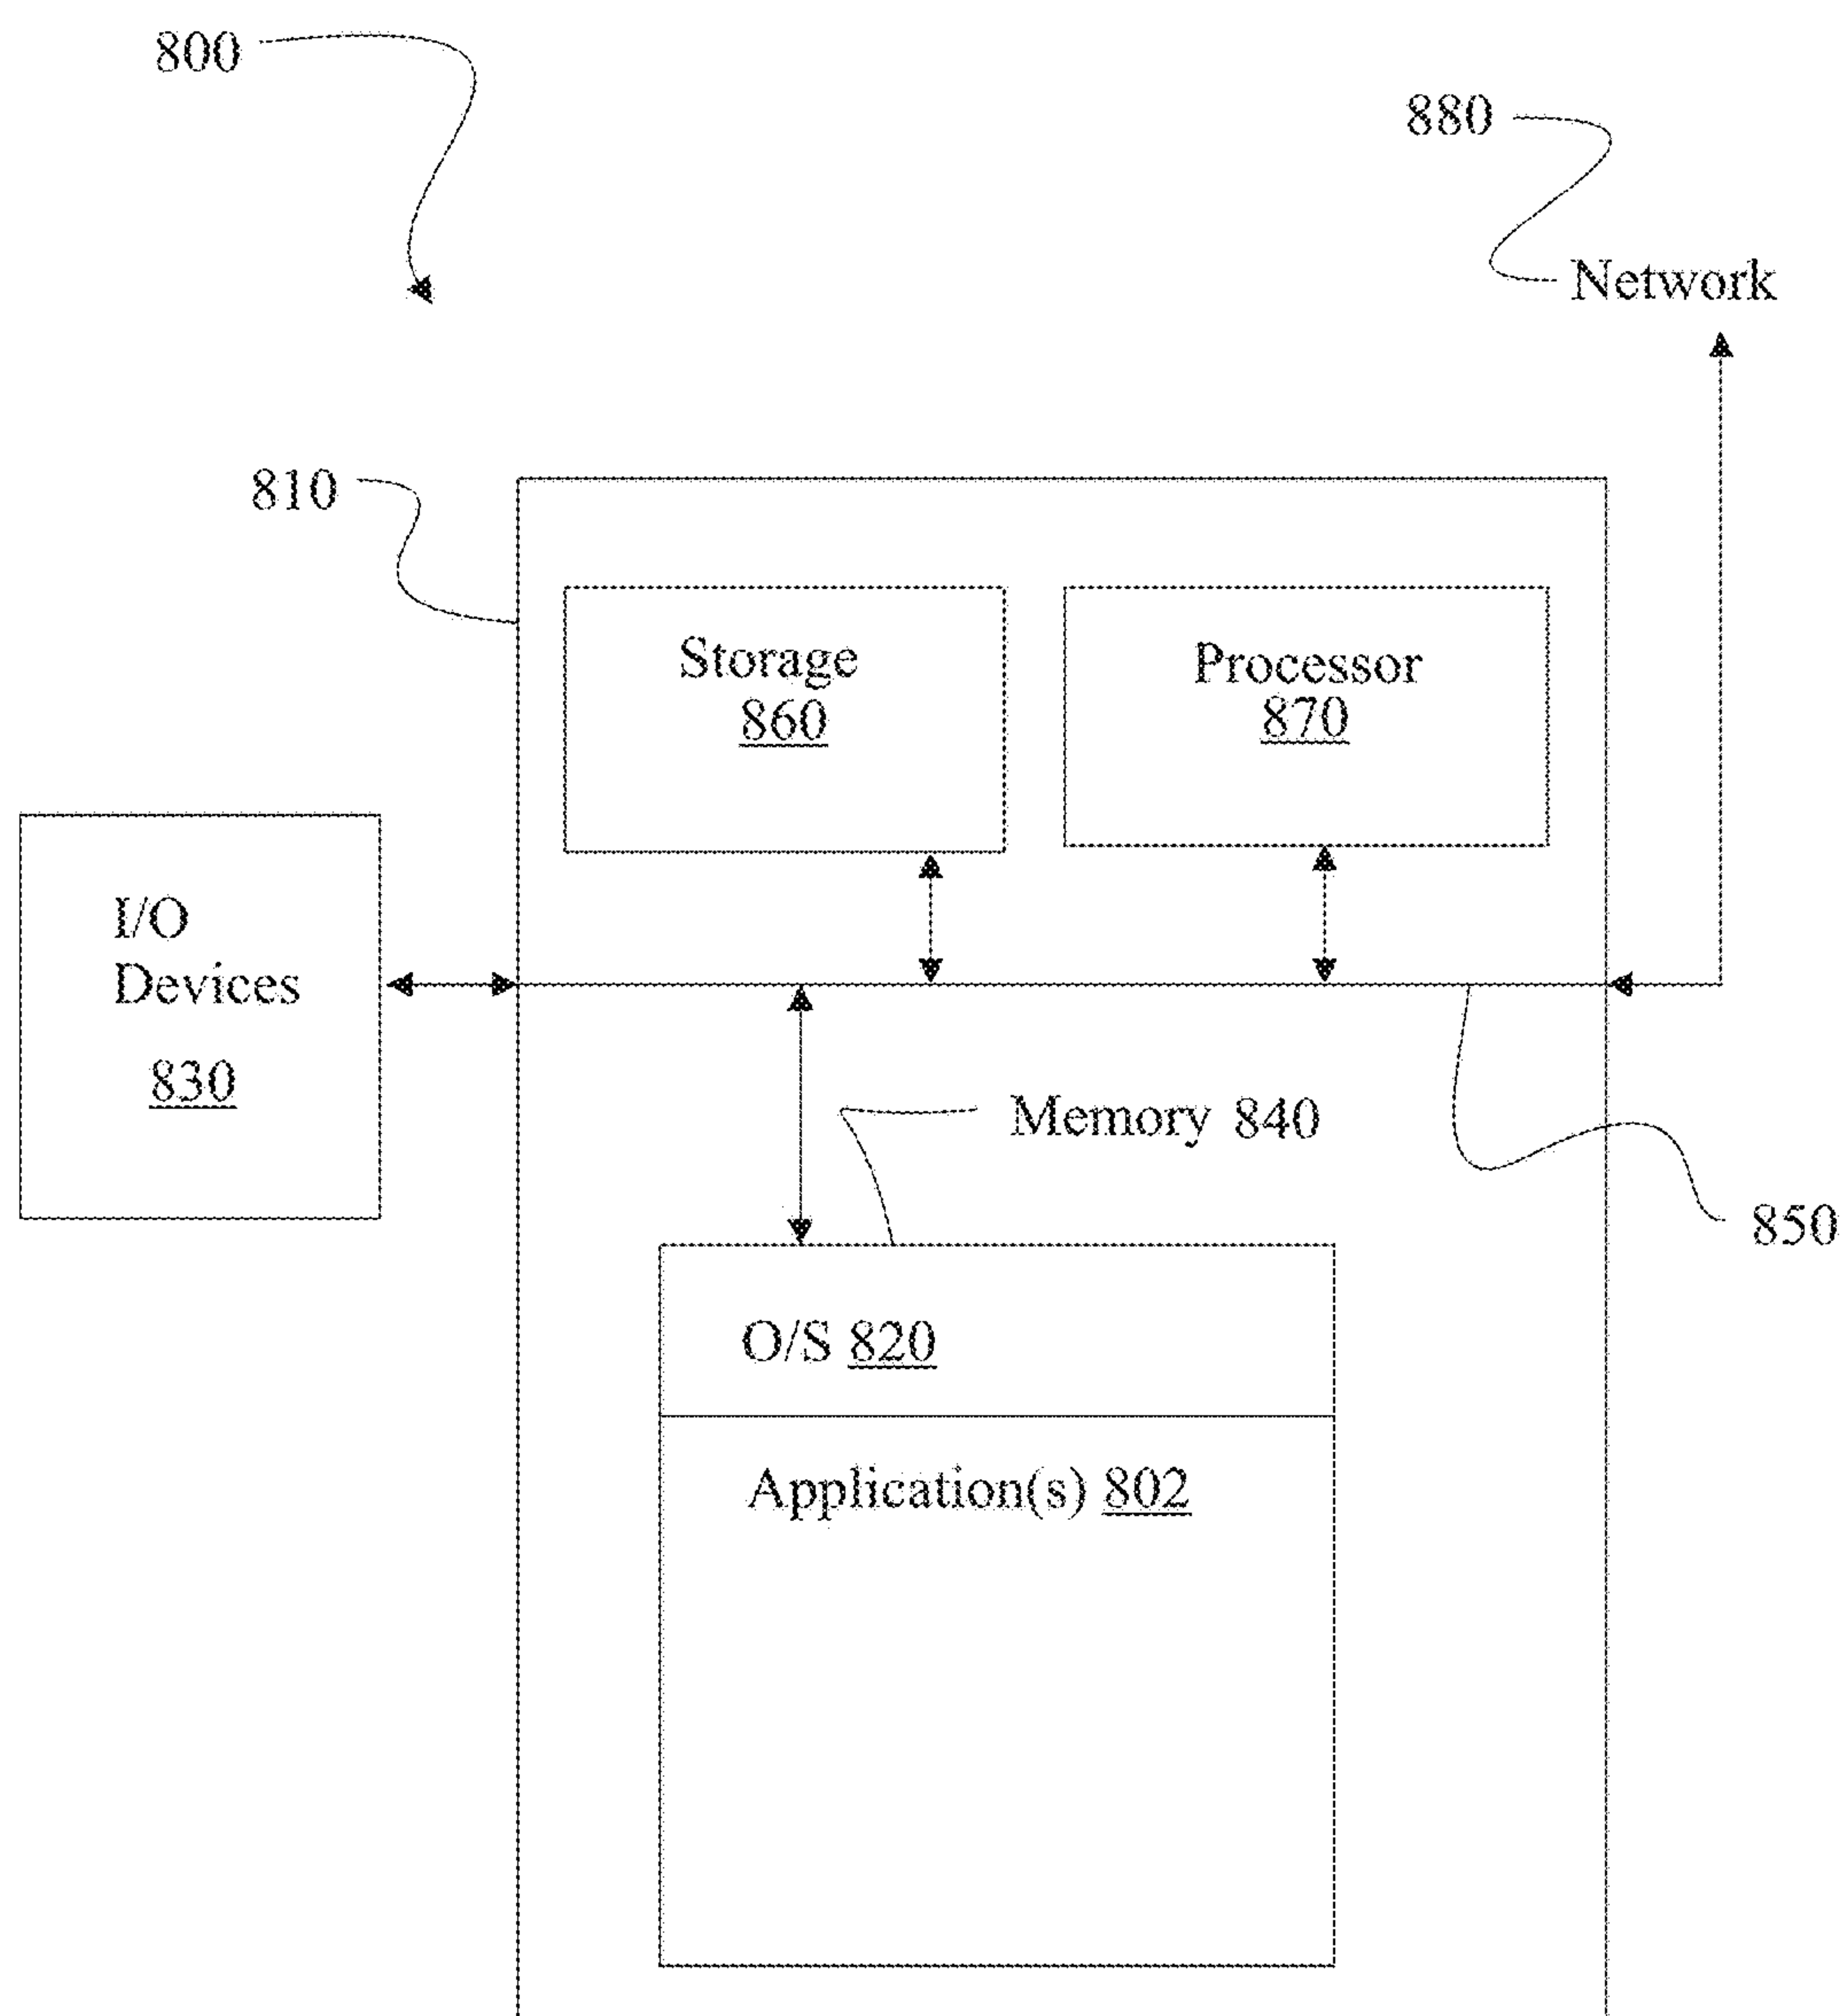 800
880
Network
810
Storage
860
Processor
870
I/O
Devices
830
Memory 840
850
O/S 820
Application(s) 802